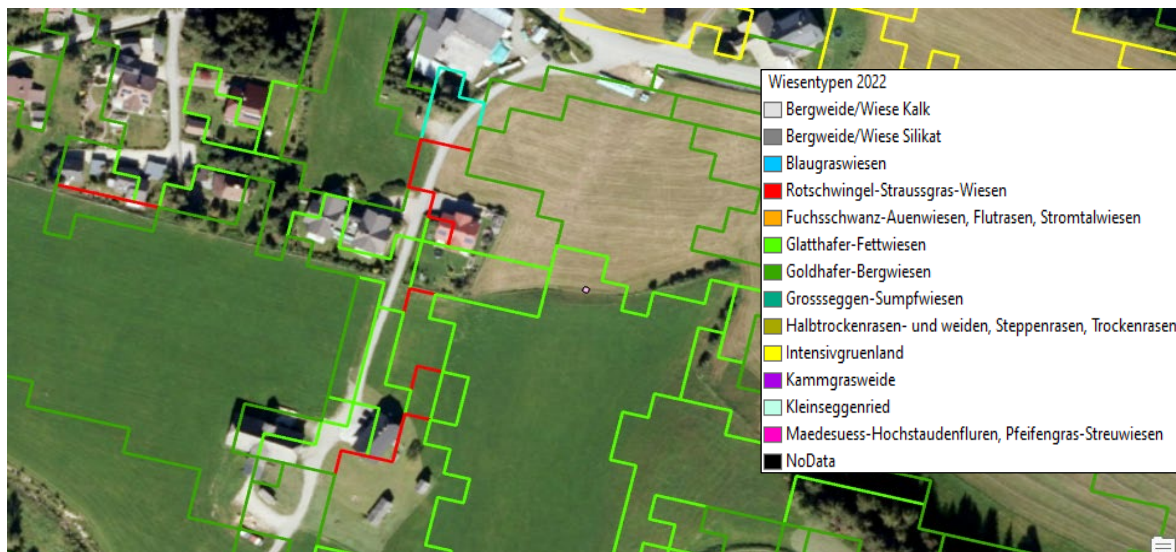 Wiesentypen 2022
Bergweide/Wiese Kalk
Bergweide/Wiese Silikat
Blaugraswiesen
Rotschwingel-Straussgras-Wiesen
Fuchsschwanz-Auenwiesen, Flutrasen, Stromtalwiesen
Glatthafer-Fettwiesen
Goldhafer-Bergwiesen
Grossseggen-Sumpfwiesen
Halbtrockenrasen- und weiden, Steppenrasen, Trockenrasen
Intensivgruenland
Kammgrasweide
Kleinseggenried
Maedesuess-Hochstaudenfluren, Pfeifengras-Streuwiesen
NoData